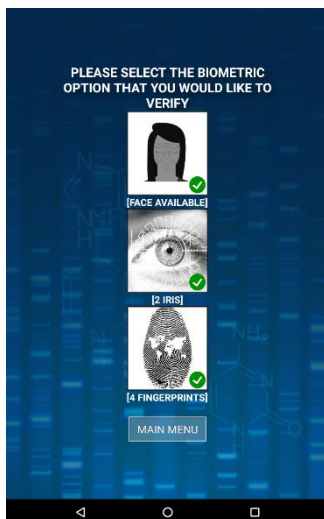 PLEASE SELECT THE BIOMETRIC
OPTION THAT YOU WOULD LIKE TO
VERIFY
[FACE AVAILABLE]
[2 IRIS]
[4 FINGERPRINTS]
MAIN MENU